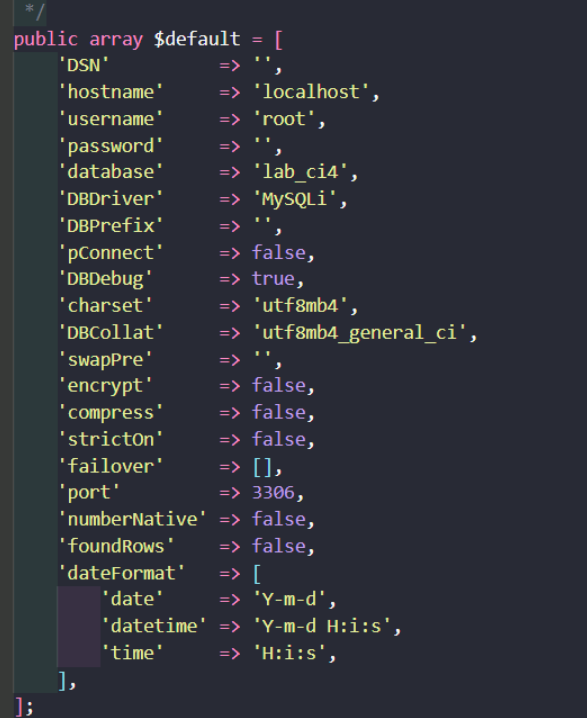 */
public array $default = [
    'DSN'          => '',
    'hostname'     => 'localhost',
    'username'     => 'root',
    'password'     => '',
    'database'     => 'lab_ci4',
    'DBDriver'     => 'MySQLi',
    'DBPrefix'     => '',
    'pConnect'     => false,
    'DBDebug'      => true,
    'charset'      => 'utf8mb4',
    'DBCollat'     => 'utf8mb4_general_ci',
    'swapPre'      => '',
    'encrypt'      => false,
    'compress'     => false,
    'strictOn'     => false,
    'failover'     => [],
    'port'         => 3306,
    'numberNative' => false,
    'foundRows'    => false,
    'dateFormat'   => [
        'date'     => 'Y-m-d',
        'datetime' => 'Y-m-d H:i:s',
        'time'     => 'H:i:s',
    ],
];